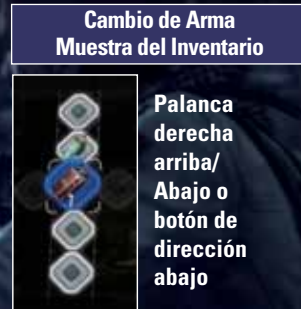 Cambio de Arma
Muestra del Inventario
Palanca
derecha
arriba/
Abajo o
botón de
dirección
abajo